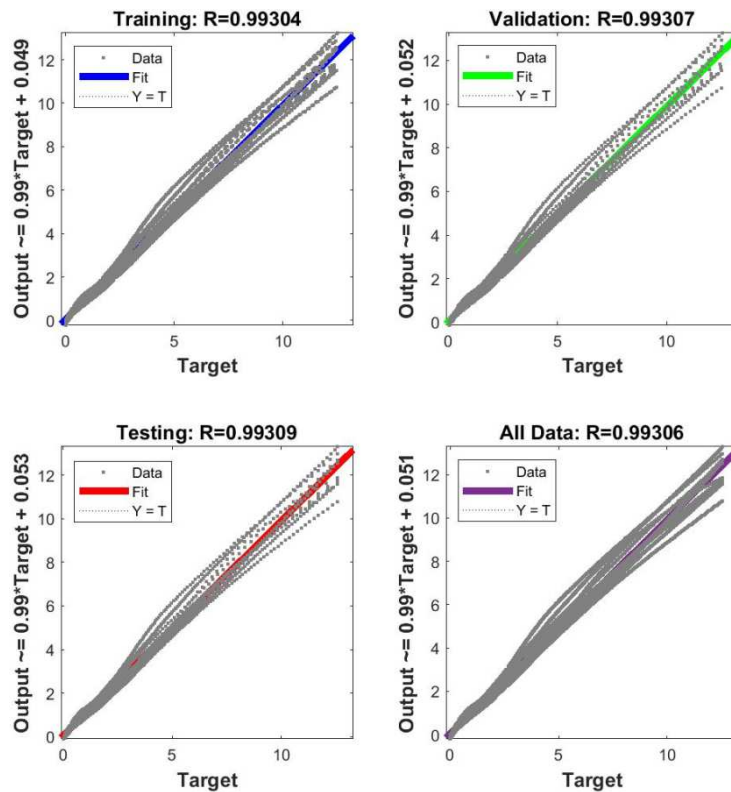 Training: R=0.99304
Output ~= 0.99*Target + 0.049
Data
Fit
Y = T
12
10
8
6
4
2
0
0 5 10
Target
Validation: R=0.99307
Output ~= 0.99*Target + 0.052
Data
Fit
Y = T
12
10
8
6
4
2
0
0 5 10
Target
Testing: R=0.99309
Output ~= 0.99*Target + 0.053
Data
Fit
Y = T
12
10
8
6
4
2
0
0 5 10
Target
All Data: R=0.99306
Output ~= 0.99*Target + 0.051
Data
Fit
Y = T
12
10
8
6
4
2
0
0 5 10
Target